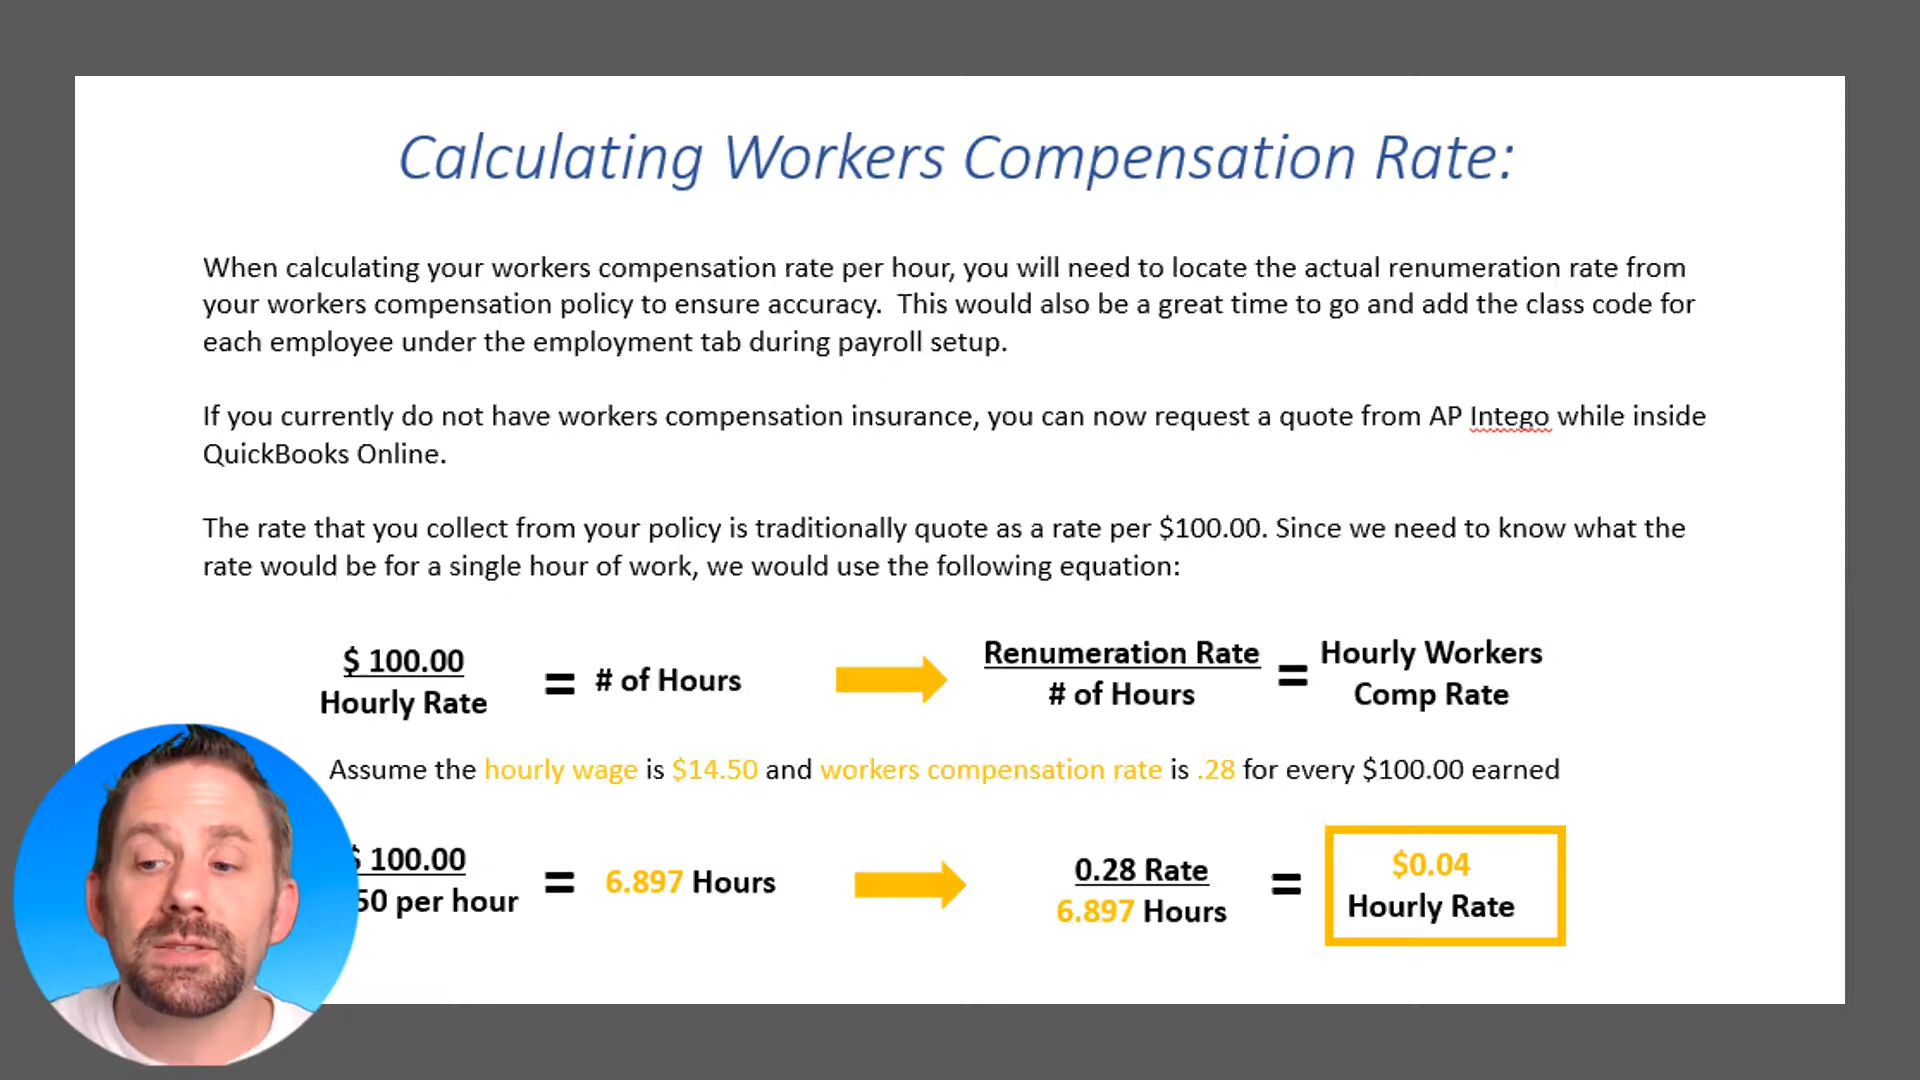 Calculating Workers Compensation Rate:
When calculating your workers compensation rate per hour, you will need to locate the actual renumeration rate from
your workers compensation policy to ensure accuracy.  This would also be a great time to go and add the class code for
each employee under the employment tab during payroll setup.
If you currently do not have workers compensation insurance, you can now request a quote from AP Intego while inside
QuickBooks Online.
The rate that you collect from your policy is traditionally quote as a rate per $100.00. Since we need to know what the
rate would be for a single hour of work, we would use the following equation:
$ 100.00
Hourly Rate
= # of Hours
Renumeration Rate
# of Hours
=
Hourly Workers
Comp Rate
Assume the hourly wage is $14.50 and workers compensation rate is .28 for every $100.00 earned
$ 100.00
50 per hour
= 6.897 Hours
0.28 Rate
6.897 Hours
=
$0.04
Hourly Rate